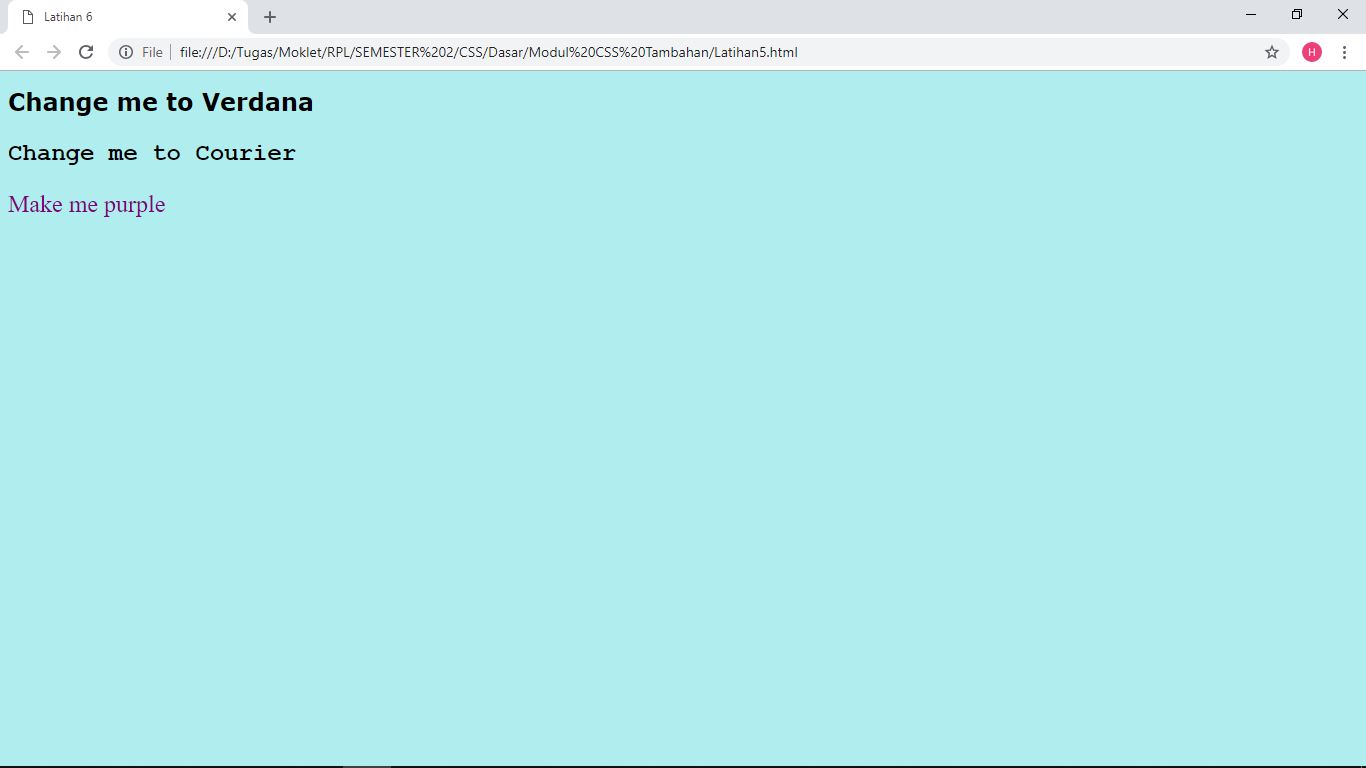 Latihan 6
File
file:///D:/Tugas/Moklet/RPL/SEMESTER%202/CSS/Dasar/Modul%20CSS%20Tambahan/Latihan5.html
H
Change me to Verdana
Change me to Courier
Make me purple